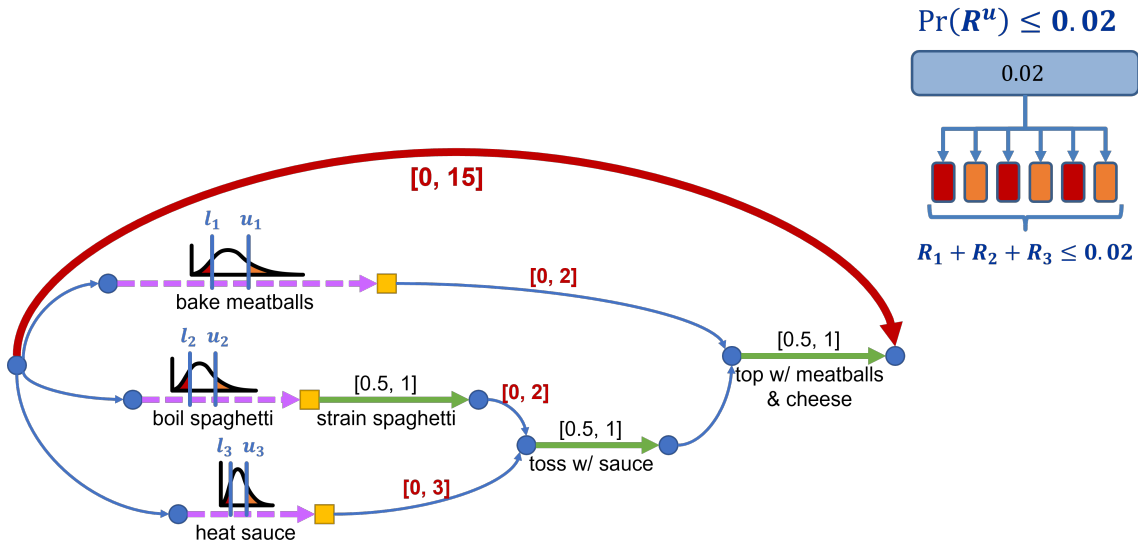 Pr(Rᵘ) ≤ 0.02
0.02
R₁ + R₂ + R₃ ≤ 0.02
[0, 15]
l₁ u₁
bake meatballs
[0, 2]
l₂ u₂
boil spaghetti
[0.5, 1]
strain spaghetti
[0, 2]
[0.5, 1]
top w/ meatballs
& cheese
[0.5, 1]
toss w/ sauce
l₃ u₃
heat sauce
[0, 3]